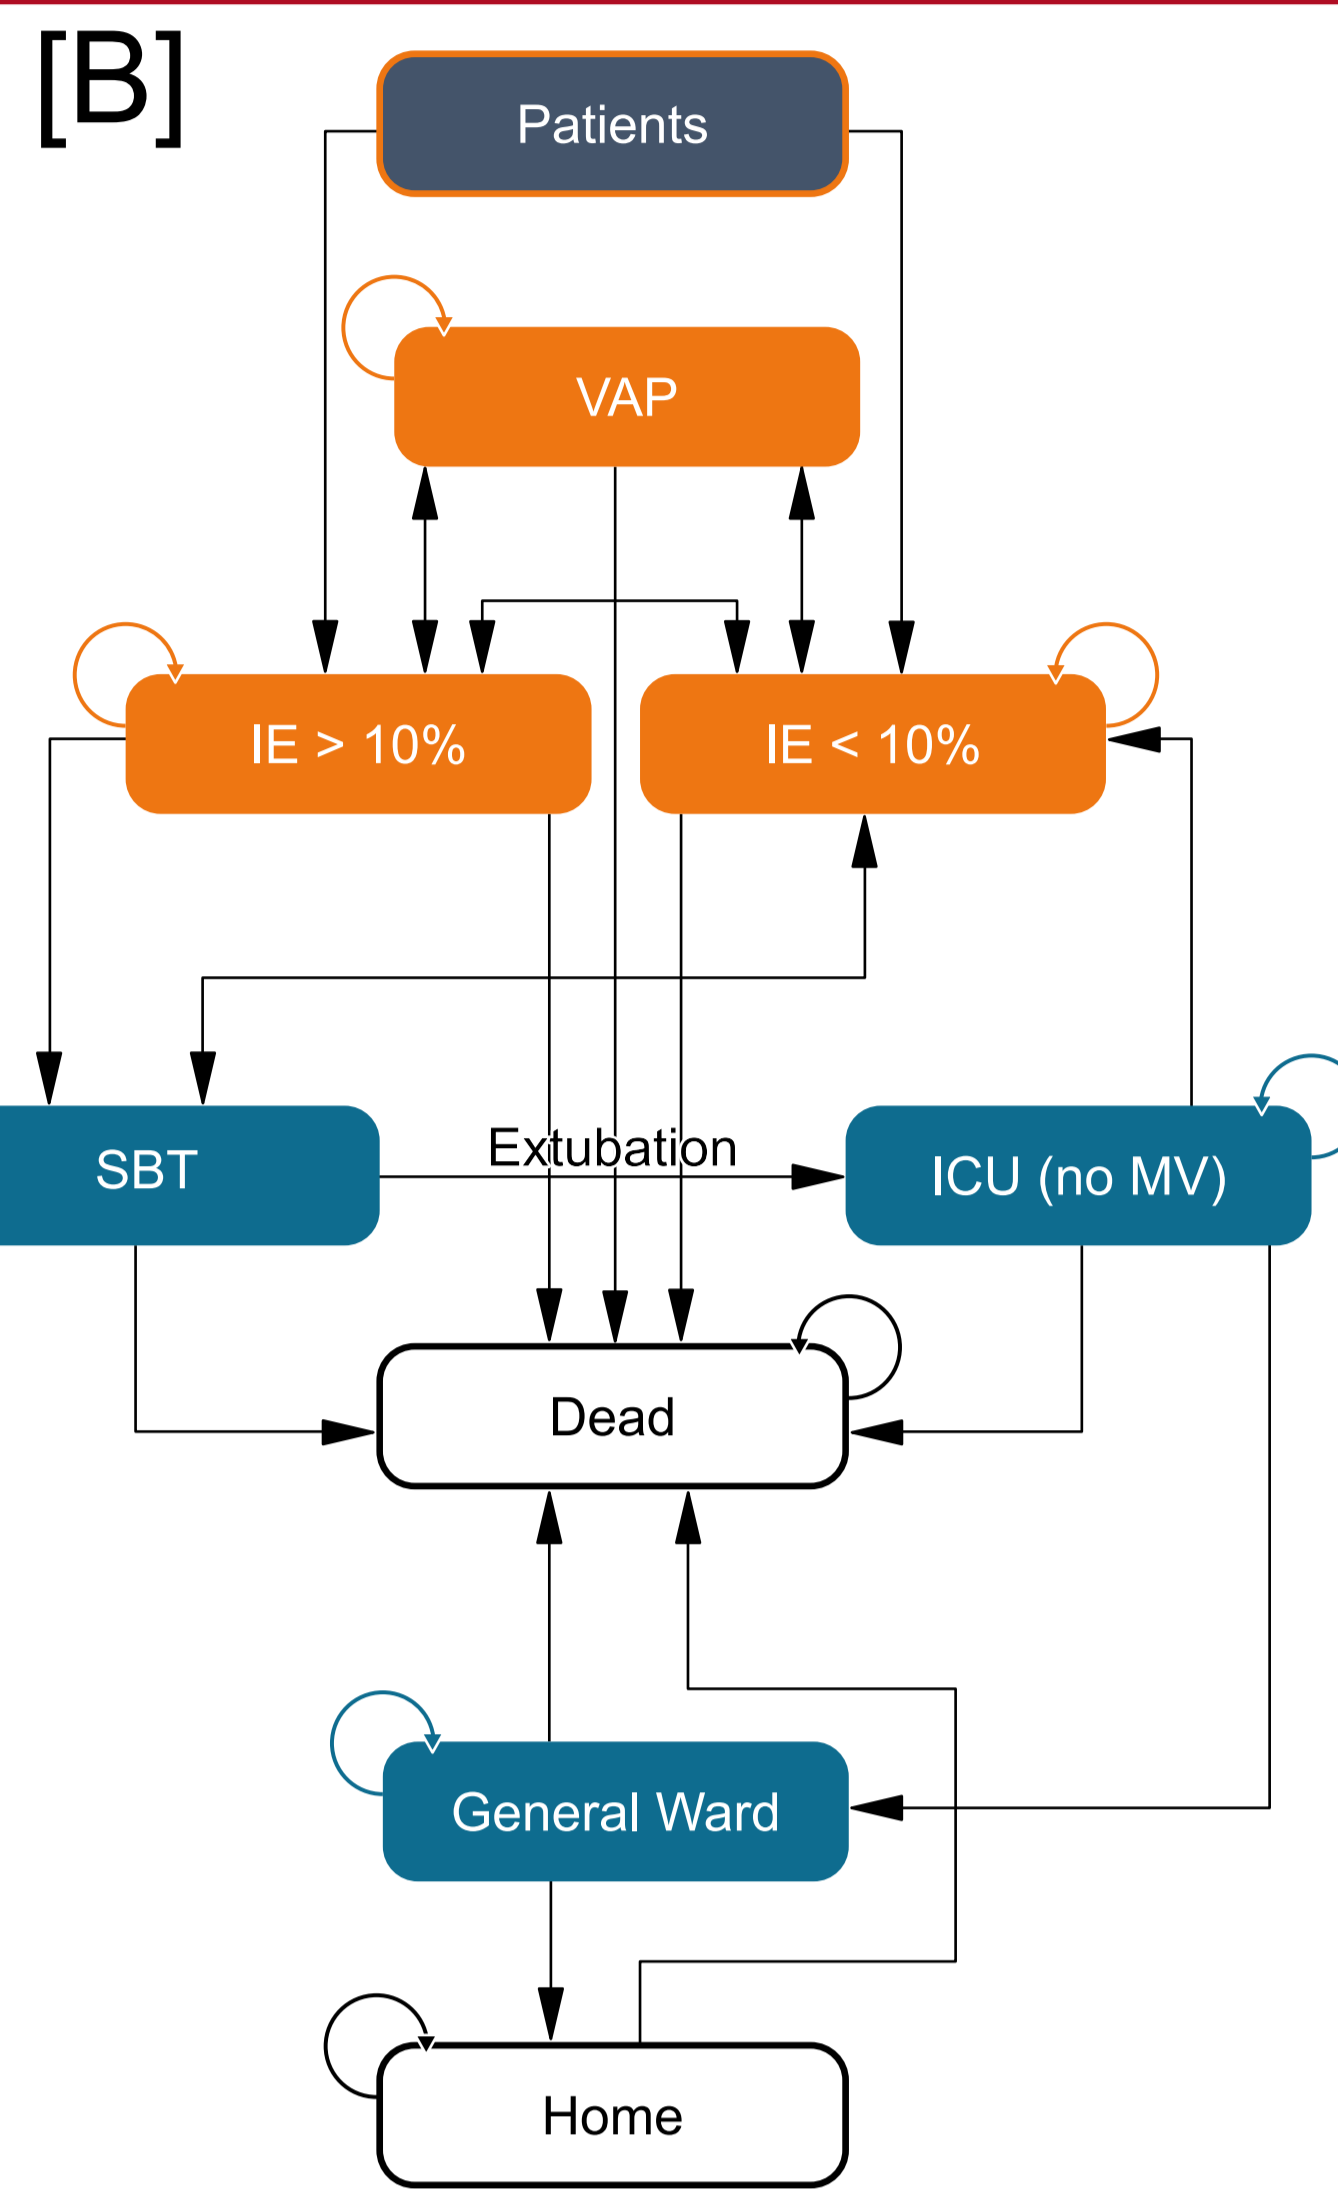 [B]
Patients
VAP
IE > 10%
IE < 10%
SBT
Extubation
ICU (no MV)
Dead
General Ward
Home